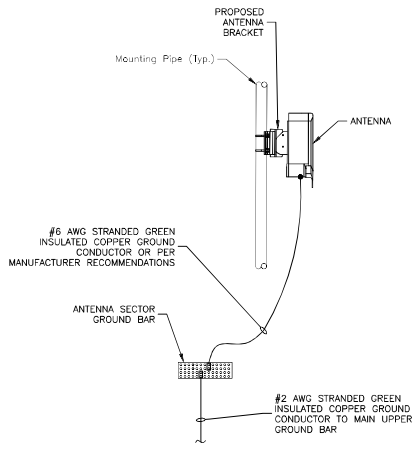 PROPOSED
ANTENNA
BRACKET
Mounting Pipe (Typ.)
ANTENNA
#6 AWG STRANDED GREEN
INSULATED COPPER GROUND
CONDUCTOR OR PER
MANUFACTURER RECOMMENDATIONS
ANTENNA SECTOR
GROUND BAR
#2 AWG STRANDED GREEN
INSULATED COPPER GROUND
CONDUCTOR TO MAIN UPPER
GROUND BAR